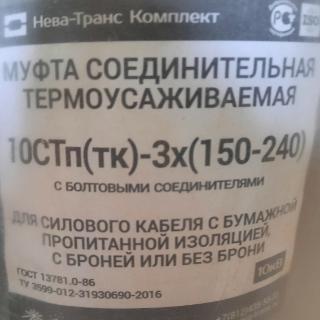 Нева-Транс Комплект
МУФТА СОЕДИНИТЕЛЬНАЯ
ТЕРМОУСАЖИВАЕМАЯ
10СТп(тк)-3х(150-240)
С БОЛТОВЫМИ СОЕДИНИТЕЛЯМИ
ДЛЯ СИЛОВОГО КАБЕЛЯ С БУМАЖНОЙ
ПРОПИТАННОЙ ИЗОЛЯЦИЕЙ,
С БРОНЕЙ ИЛИ БЕЗ БРОНИ
10кВ
ГОСТ 13781.0-86
ТУ 3599-012-31930690-2016